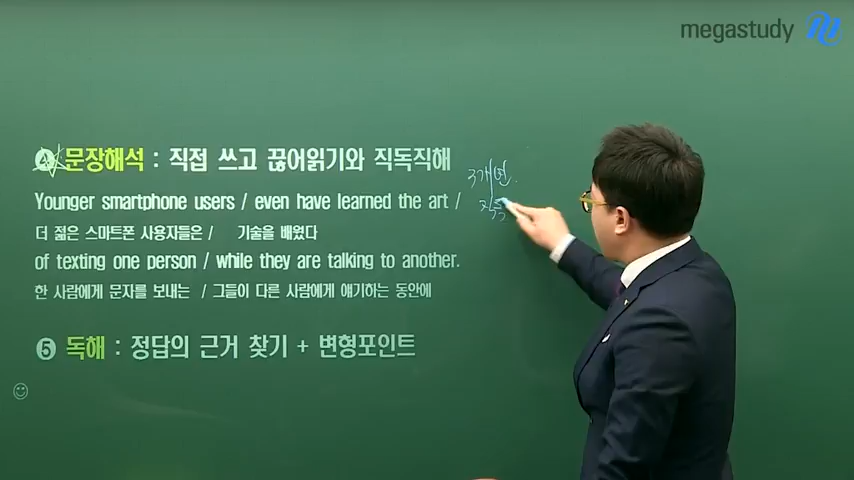 megastudy
❹ 문장해석 : 직접 쓰고 끊어읽기와 직독직해
Younger smartphone users / even have learned the art /
더 젊은 스마트폰 사용자들은 / 기술을 배웠다
of texting one person / while they are talking to another.
한 사람에게 문자를 보내는 / 그들이 다른 사람에게 얘기하는 동안에
❺ 독해 : 정답의 근거 찾기 + 변형포인트
3개년